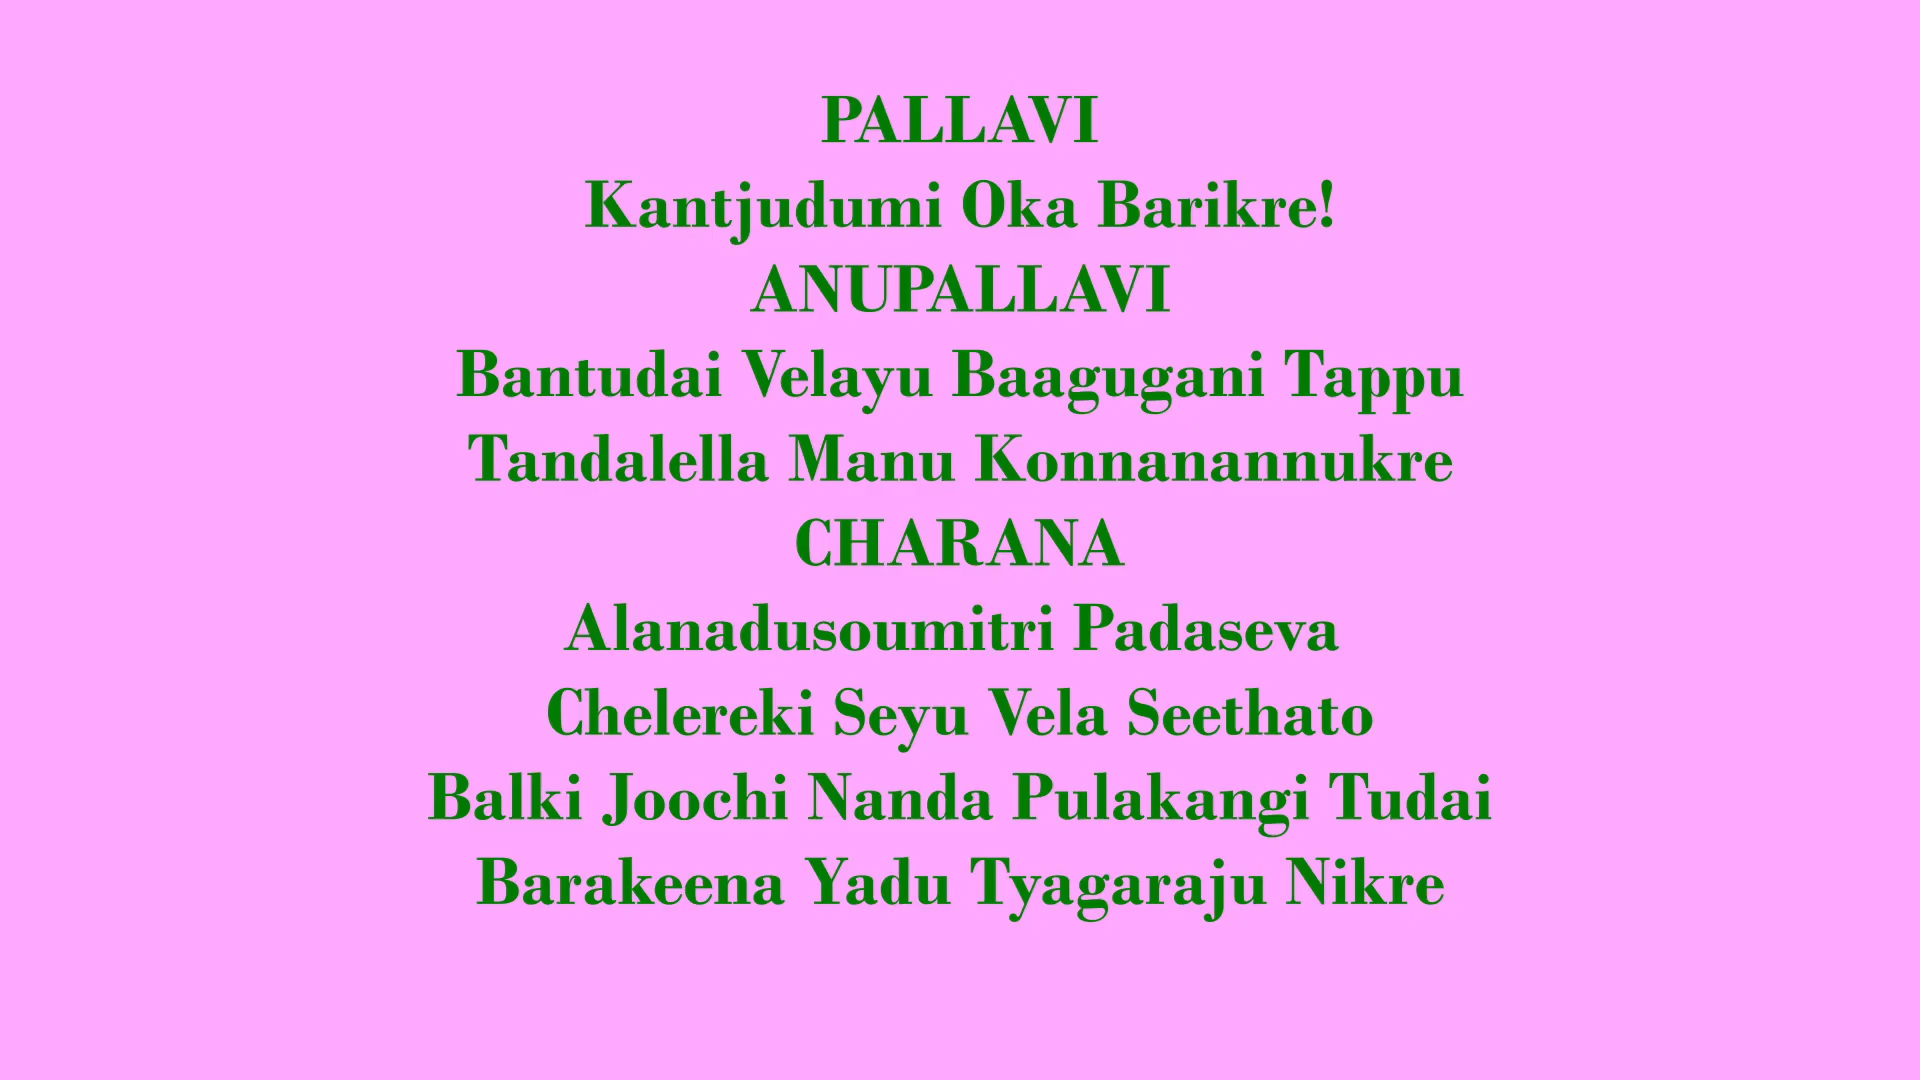 PALLAVI
Kantjudumi Oka Barikre!
ANUPALLAVI
Bantudai Velayu Baagugani Tappu
Tandalella Manu Konnanannukre
CHARANA
Alanadusoumitri Padaseva
Chelereki Seyu Vela Seethato
Balki Joochi Nanda Pulakangi Tudai
Barakeena Yadu Tyagaraju Nikre